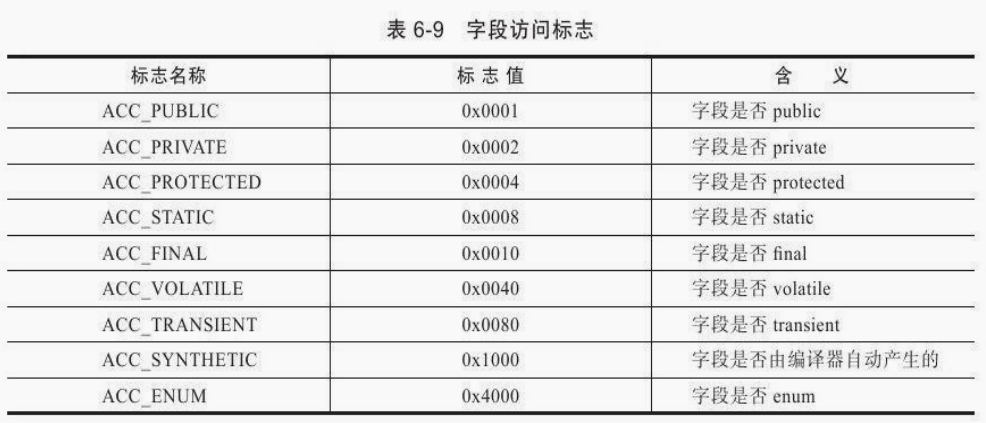 表 6-9 字段访问标志
标志名称 标 志 值 含 义
ACC_PUBLIC 0x0001 字段是否 public
ACC_PRIVATE 0x0002 字段是否 private
ACC_PROTECTED 0x0004 字段是否 protected
ACC_STATIC 0x0008 字段是否 static
ACC_FINAL 0x0010 字段是否 final
ACC_VOLATILE 0x0040 字段是否 volatile
ACC_TRANSIENT 0x0080 字段是否 transient
ACC_SYNTHETIC 0x1000 字段是否由编译器自动产生的
ACC_ENUM 0x4000 字段是否 enum